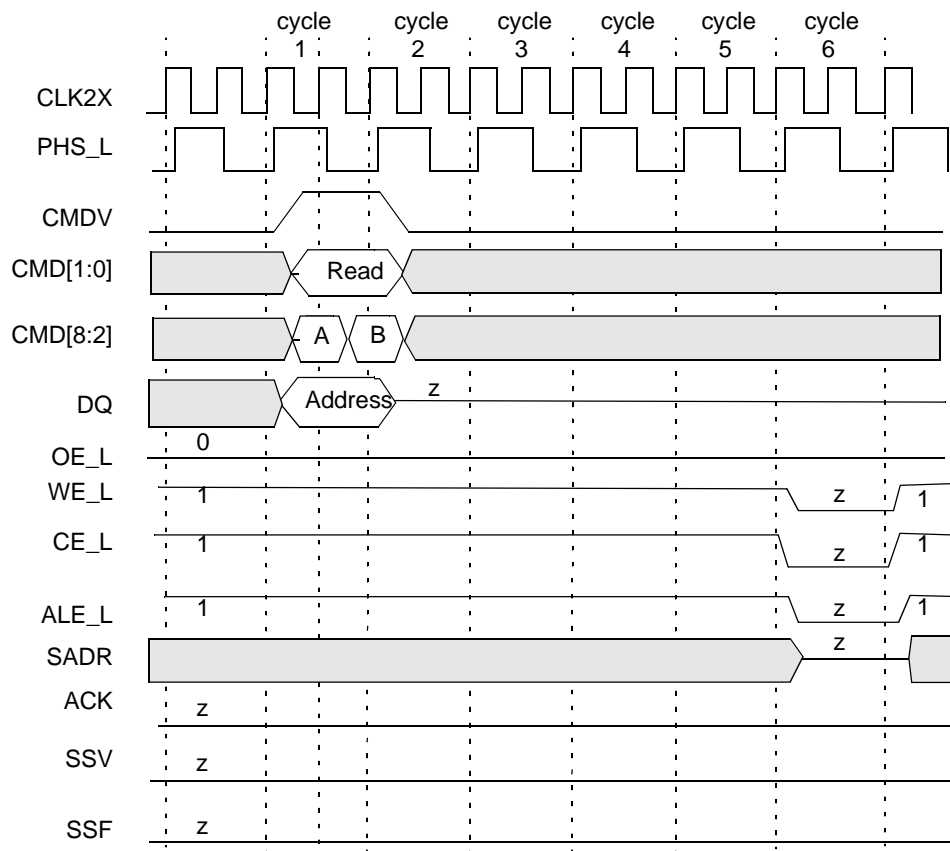 cycle cycle cycle cycle cycle cycle
1 2 3 4 5 6
CLK2X
PHS_L
CMDV
CMD[1:0] Read
CMD[8:2] A B
DQ Address z
OE_L 0
WE_L 1 z 1
CE_L 1 z 1
ALE_L 1 z 1
SADR z
ACK z
SSV z
SSF z